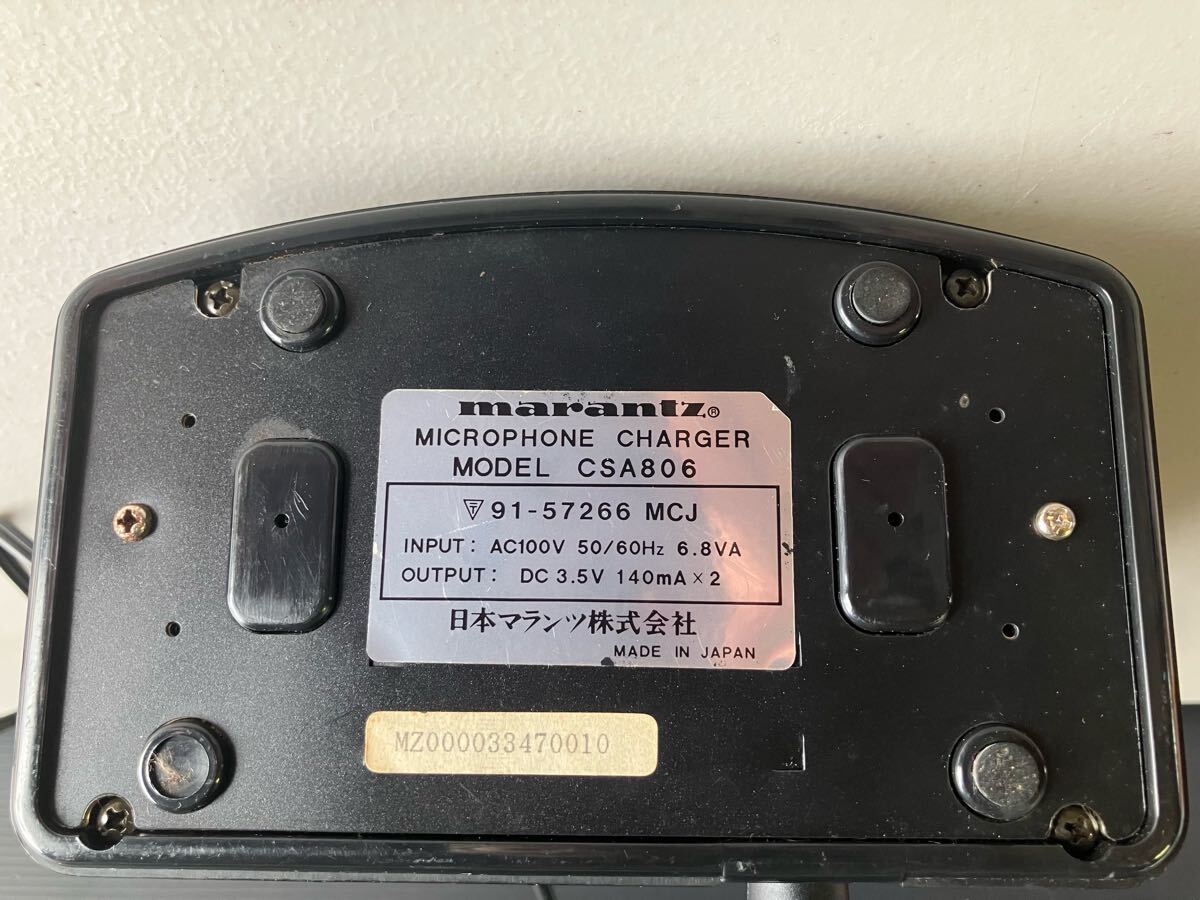 marantz®
MICROPHONE CHARGER
MODEL CSA806
〒 91-57266 MCJ
INPUT: AC100V 50/60Hz 6.8VA
OUTPUT: DC 3.5V 140mA×2
日本マランツ株式会社
MADE IN JAPAN
MZ000033470010